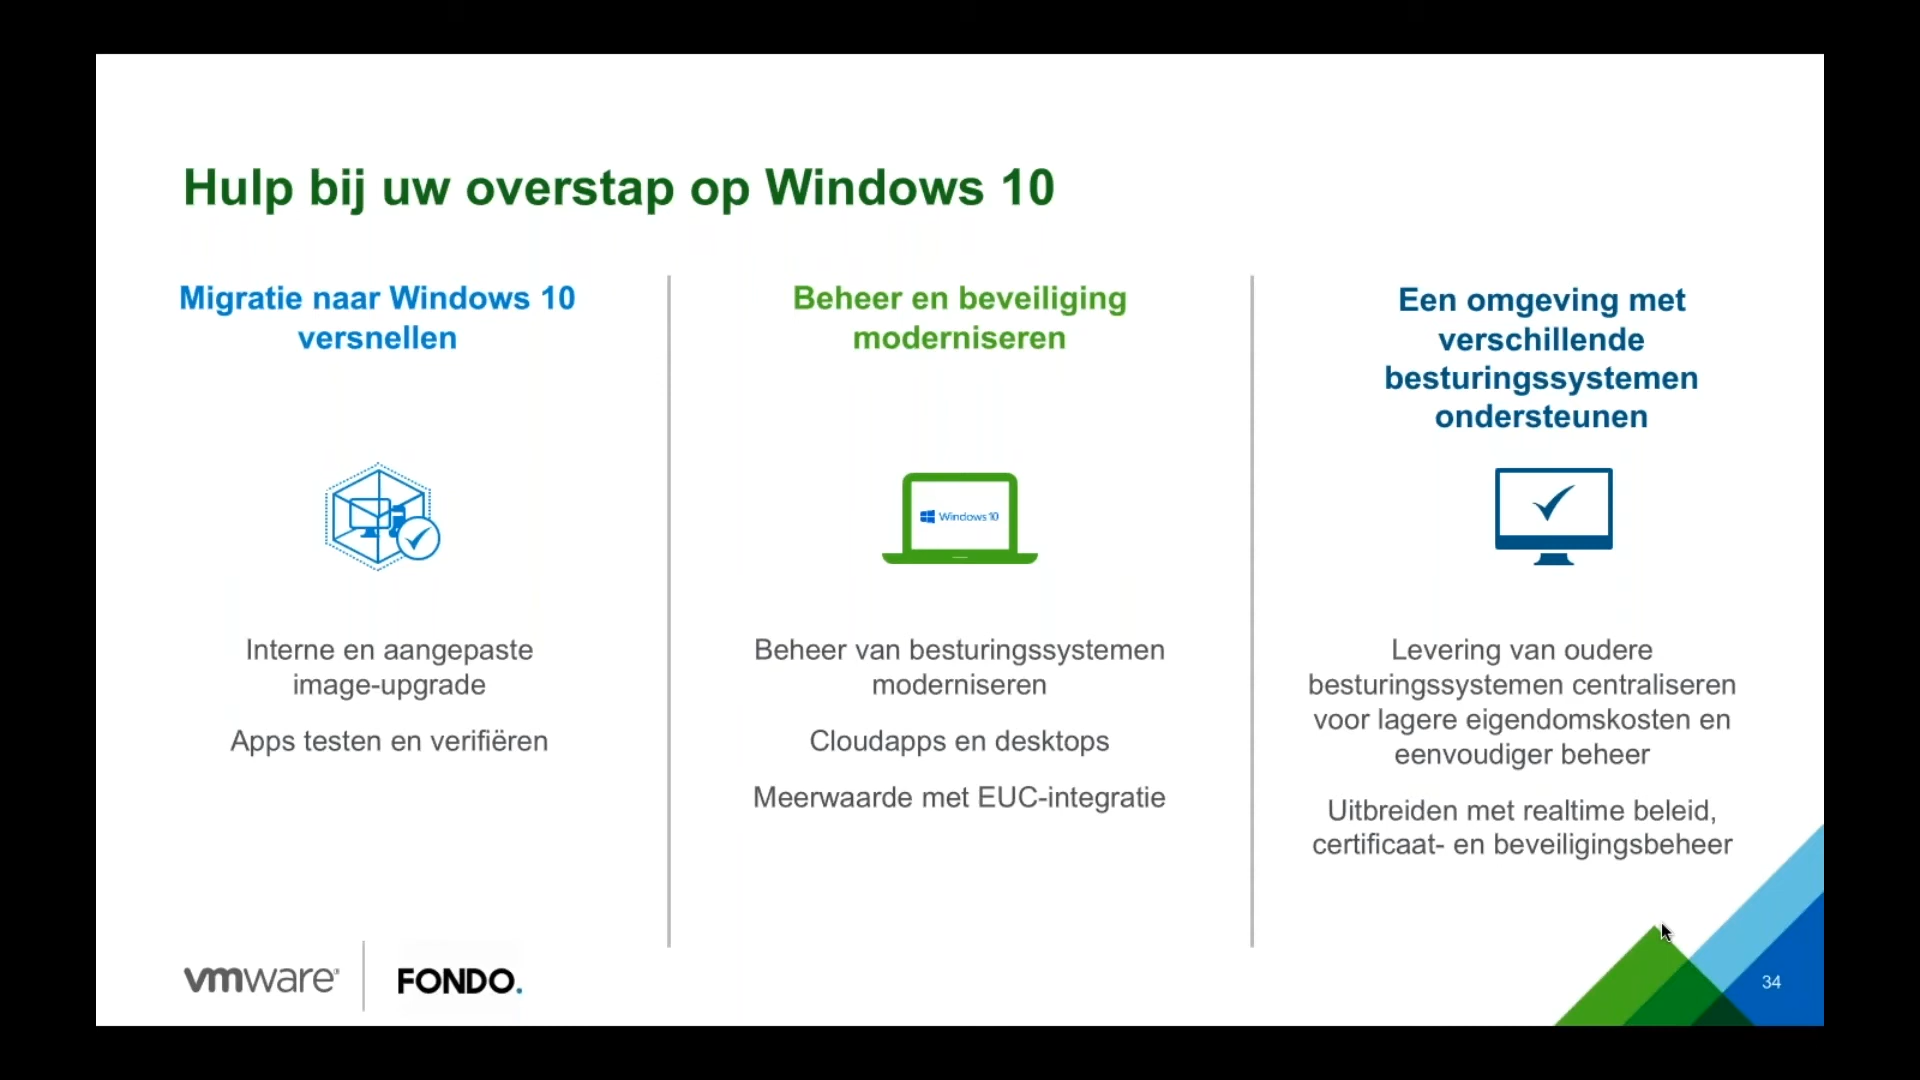 Hulp bij uw overstap op Windows 10
Migratie naar Windows 10
versnellen
Interne en aangepaste
image-upgrade
Apps testen en verifiëren
Beheer en beveiliging
moderniseren
Windows 10
Beheer van besturingssystemen
moderniseren
Cloudapps en desktops
Meerwaarde met EUC-integratie
Een omgeving met
verschillende
besturingssystemen
ondersteunen
Levering van oudere
besturingssystemen centraliseren
voor lagere eigendomskosten en
eenvoudiger beheer
Uitbreiden met realtime beleid,
certificaat- en beveiligingsbeheer
vmware®
FONDO.
34